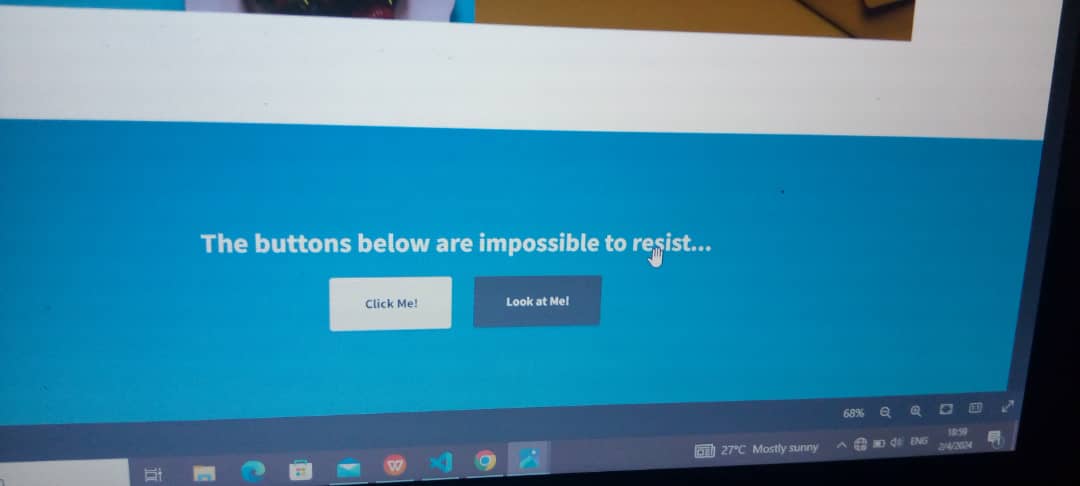 The buttons below are impossible to resist...
Click Me!
Look at Me!
68%
27°C Mostly sunny
ENG
18:59
2/4/2024